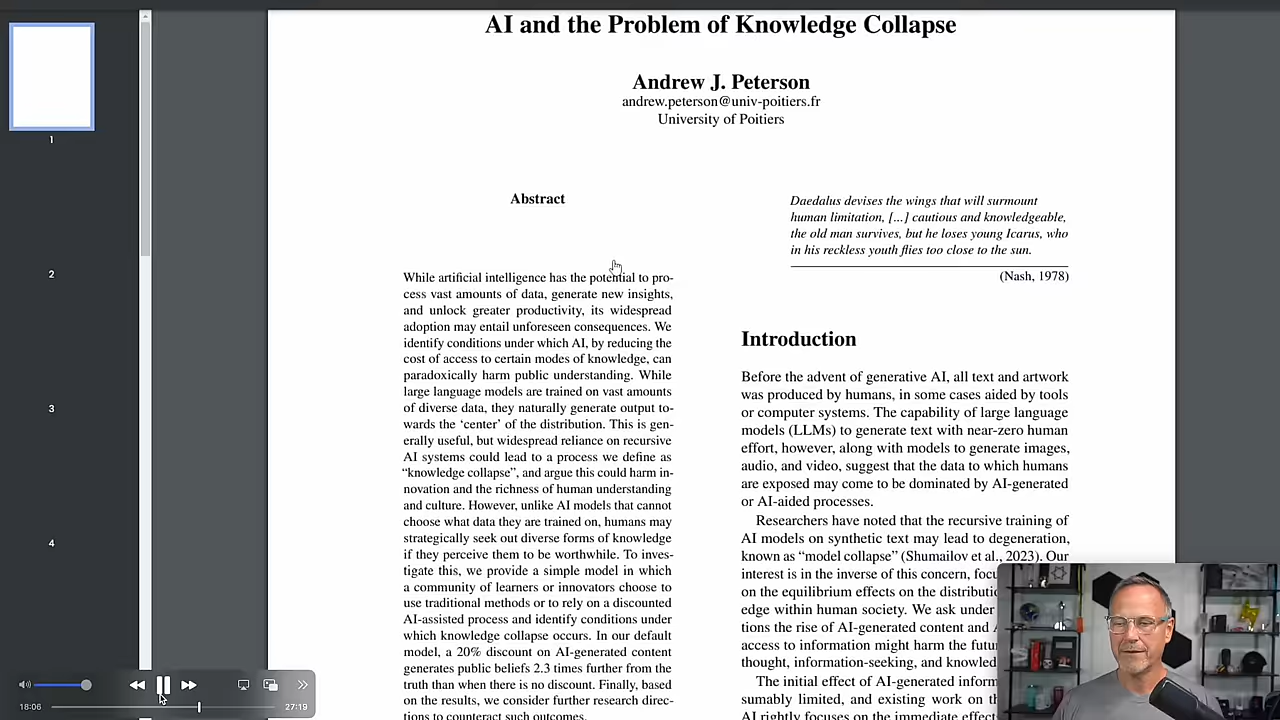 AI and the Problem of Knowledge Collapse
Andrew J. Peterson
andrew.peterson@univ-poitiers.fr
University of Poitiers
Abstract
While artificial intelligence has the potential to pro-
cess vast amounts of data, generate new insights,
and unlock greater productivity, its widespread
adoption may entail unforeseen consequences. We
identify conditions under which AI, by reducing the
cost of access to certain modes of knowledge, can
paradoxically harm public understanding. While
large language models are trained on vast amounts
of diverse data, they naturally generate output to-
wards the ‘center’ of the distribution. This is gen-
erally useful, but widespread reliance on recursive
AI systems could lead to a process we define as
“knowledge collapse”, and argue this could harm in-
novation and the richness of human understanding
and culture. However, unlike AI models that cannot
choose what data they are trained on, humans may
strategically seek out diverse forms of knowledge
if they perceive them to be worthwhile. To inves-
tigate this, we provide a simple model in which
a community of learners or innovators choose to
use traditional methods or to rely on a discounted
AI-assisted process and identify conditions under
which knowledge collapse occurs. In our default
model, a 20% discount on AI-generated content
generates public beliefs 2.3 times further from the
truth than when there is no discount. Finally, based
on the results, we consider further research direc-
tions to counteract such outcomes.
Daedalus devises the wings that will surmount
human limitation, [...] cautious and knowledgeable,
the old man survives, but he loses young Icarus, who
in his reckless youth flies too close to the sun.
(Nash, 1978)
Introduction
Before the advent of generative AI, all text and artwork
was produced by humans, in some cases aided by tools
or computer systems. The capability of large language
models (LLMs) to generate text with near-zero human
effort, however, along with models to generate images,
audio, and video, suggest that the data to which humans
are exposed may come to be dominated by AI-generated
or AI-aided processes.
Researchers have noted that the recursive training of
AI models on synthetic text may lead to degeneration,
known as “model collapse” (Shumailov et al., 2023). Our
interest is in the inverse of this concern,
on the equilibrium effects on the
edge within human society. We ask under
tions the rise of AI-generated content and
access to information might harm the
thought, information-seeking, and
The initial effect of AI-generated
sumably limited, and existing work on
AI rightly focuses on the immediate
1
2
3
4
18:06
27:19